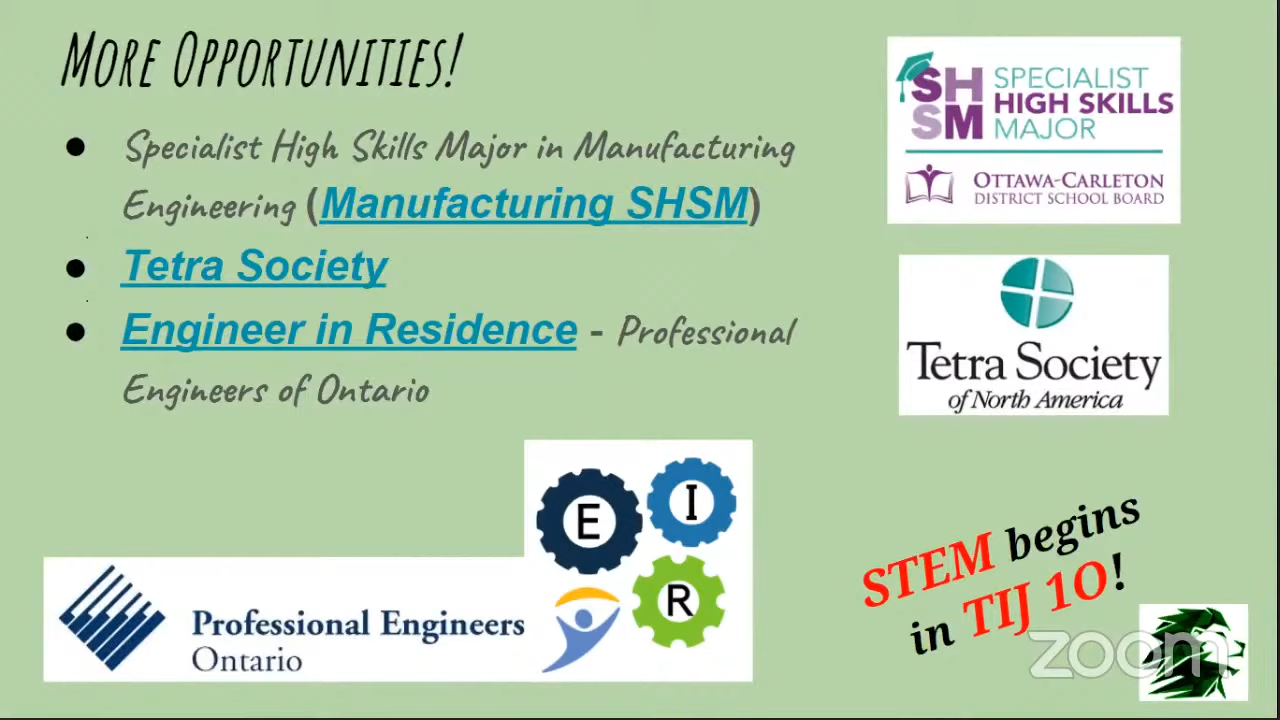 More Opportunities!
● Specialist High Skills Major in Manufacturing
Engineering (Manufacturing SHSM)
● Tetra Society
● Engineer in Residence - Professional
Engineers of Ontario
SHSM
SPECIALIST
HIGH SKILLS
MAJOR
OTTAWA-CARLETON
DISTRICT SCHOOL BOARD
Tetra Society
of North America
E
I
R
Professional Engineers
Ontario
STEM begins
in TIJ 1O!
zoom